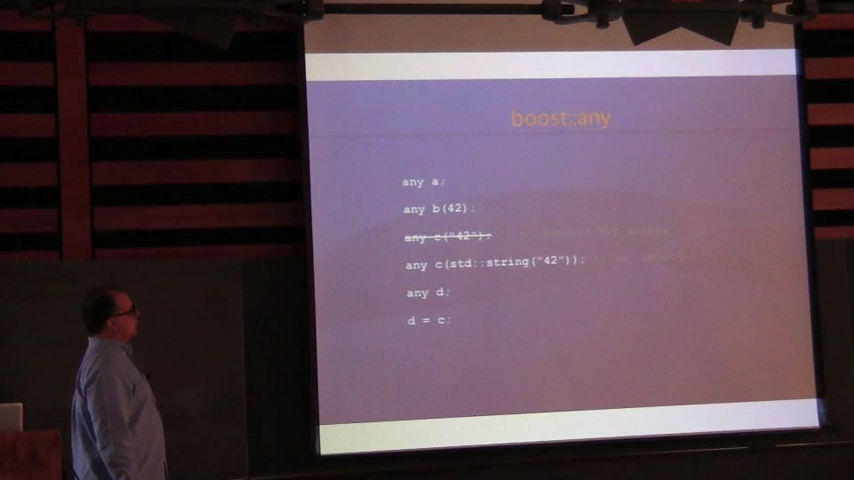 boost::any
any a;
any b(42);
any c("42");
any c(std::string("42"));
any d;
d = c;